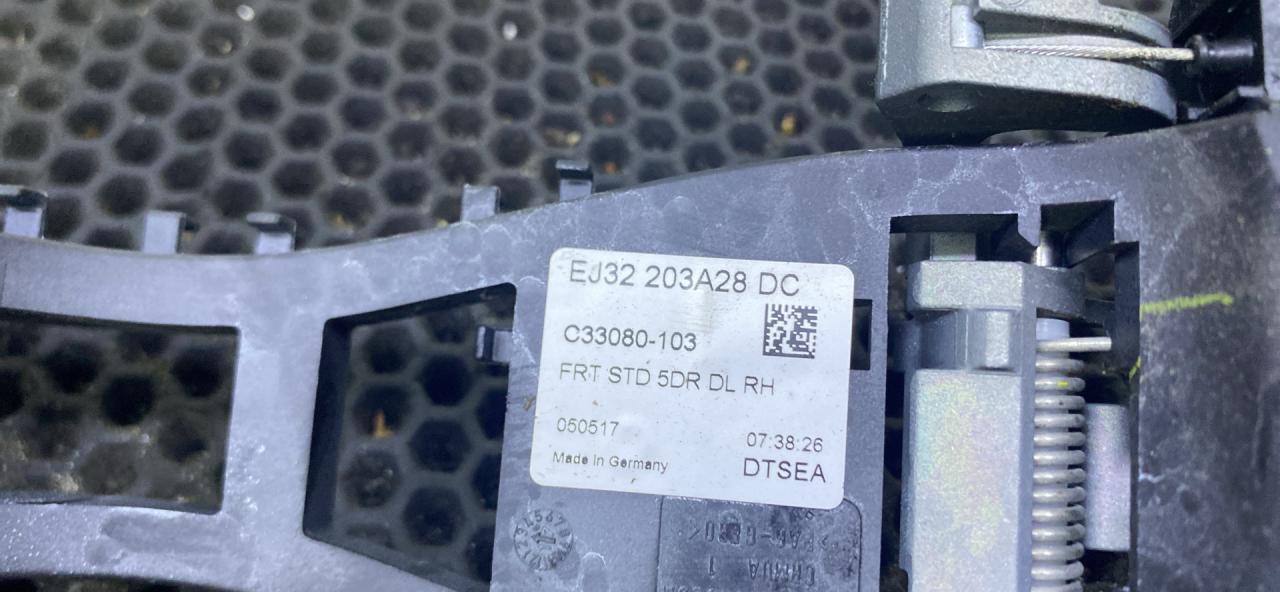 EJ32 203A28 DC
C33080-103
FRT STD 5DR DL RH
050517
07:38:26
Made In Germany
DTSEA